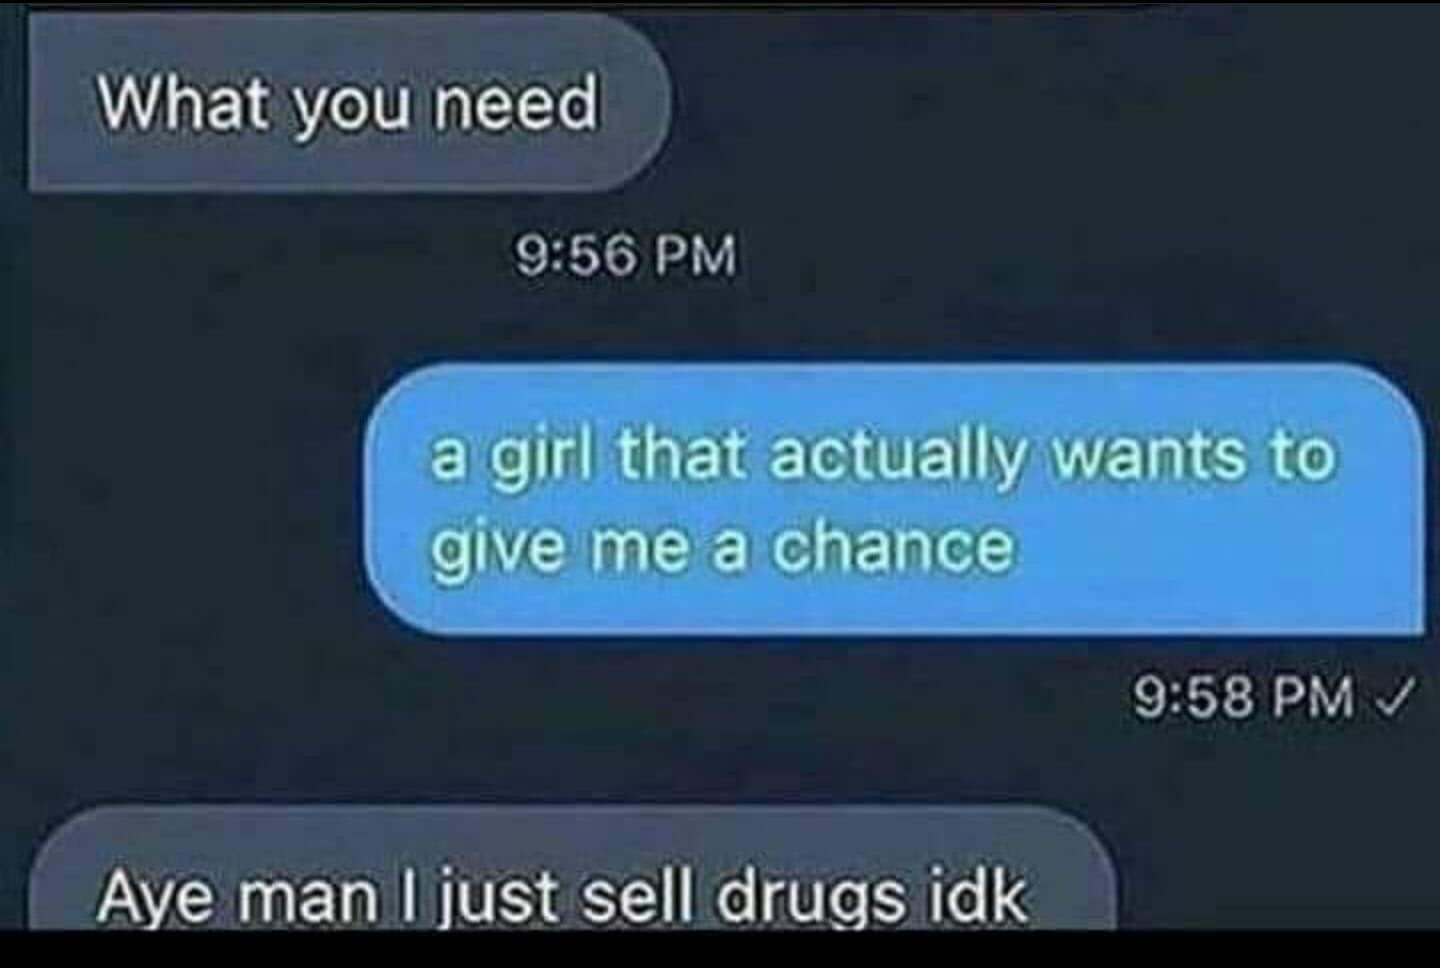 What you need
9:56 PM
a girl that actually wants to
give me a chance
9:58 PM ✓
Aye man I just sell drugs idk